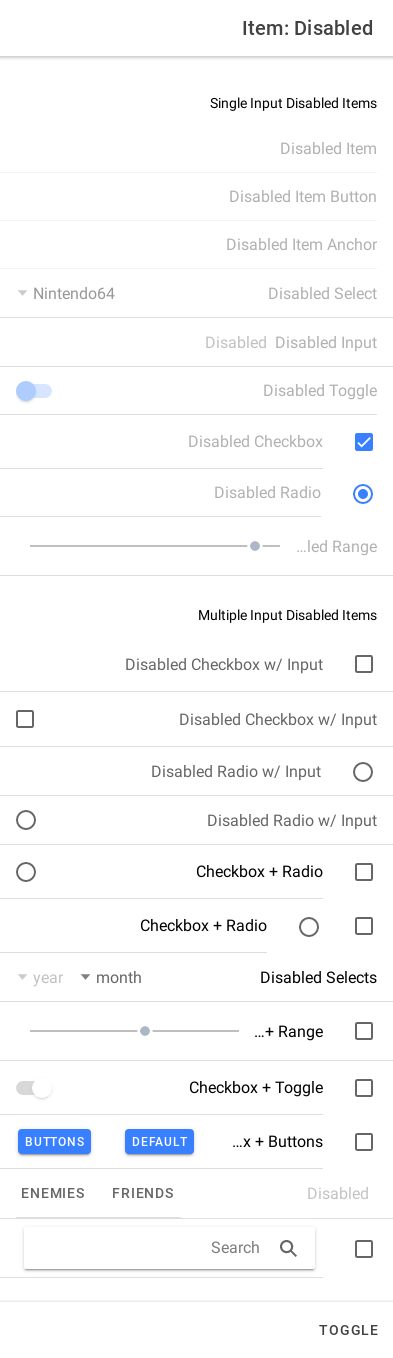 Item: Disabled
Single Input Disabled Items
Disabled Item
Disabled Item Button
Disabled Item Anchor
Disabled Select Nintendo64
Disabled Input Disabled
Disabled Toggle
Disabled Checkbox
Disabled Radio
...led Range
Multiple Input Disabled Items
Disabled Checkbox w/ Input
Disabled Checkbox w/ Input
Disabled Radio w/ Input
Disabled Radio w/ Input
Checkbox + Radio
Checkbox + Radio
Disabled Selects month year
...+ Range
Checkbox + Toggle
...x + Buttons DEFAULT BUTTONS
Disabled FRIENDS ENEMIES
Search
TOGGLE